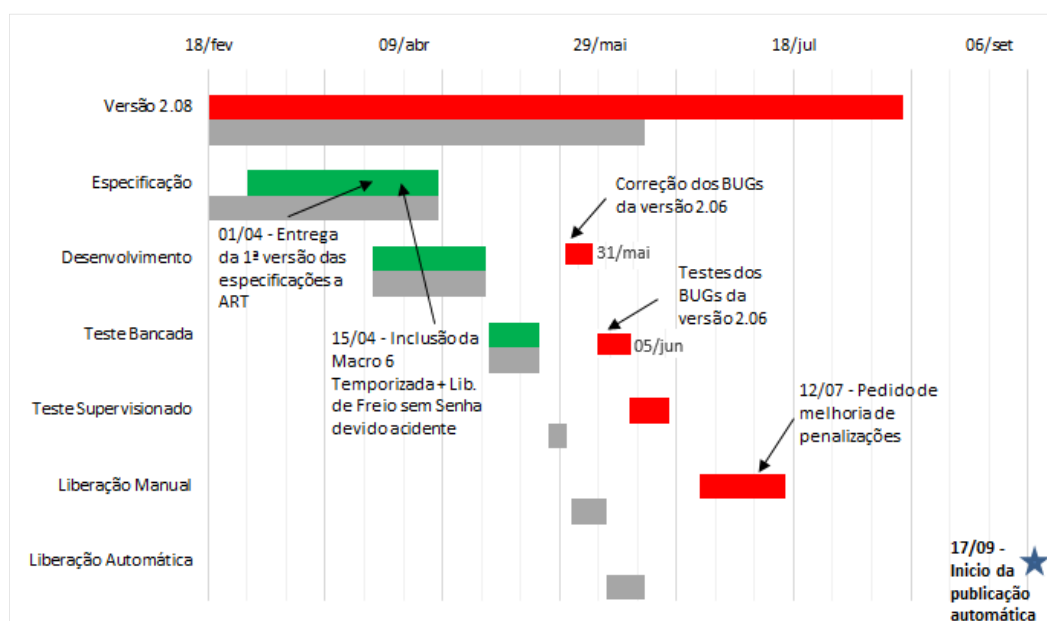 18/fev
09/abr
29/mai
18/jul
06/set
Versão 2.08
Especificação
Correção dos BUGs
da versão 2.06
01/04 - Entrega
da 1ª versão das
especificações a
ART
Desenvolvimento
31/mai
Testes dos
BUGs da
versão 2.06
Teste Bancada
15/04 - Inclusão da
Macro 6
Temporizada + Lib.
de Freio sem Senha
devido acidente
05/jun
12/07 - Pedido de
melhoria de
penalizações
Teste Supervisionado
Liberação Manual
Liberação Automática
17/09 -
Inicio da
publicação
automática